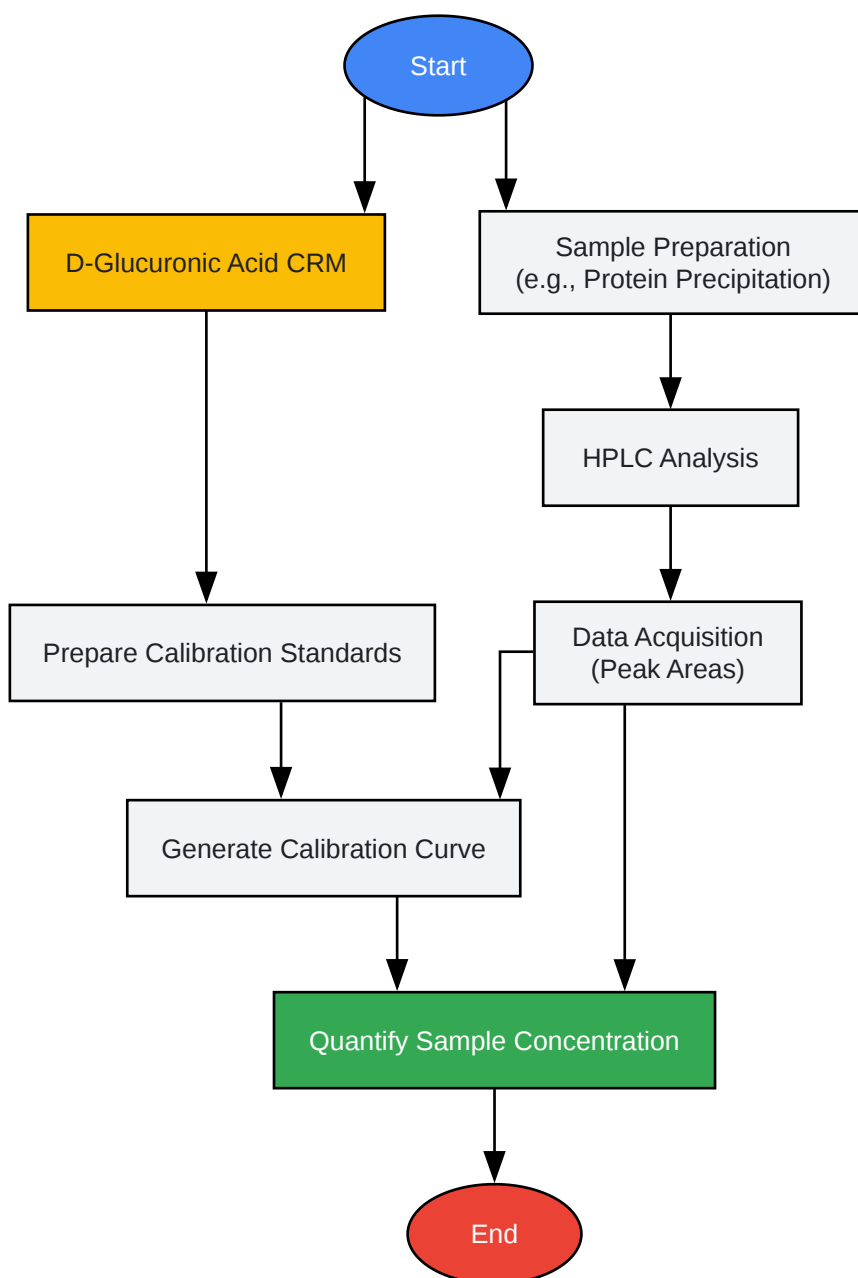 Start
D-Glucuronic Acid CRM
Sample Preparation
(e.g., Protein Precipitation)
HPLC Analysis
Prepare Calibration Standards
Data Acquisition
(Peak Areas)
Generate Calibration Curve
Quantify Sample Concentration
End